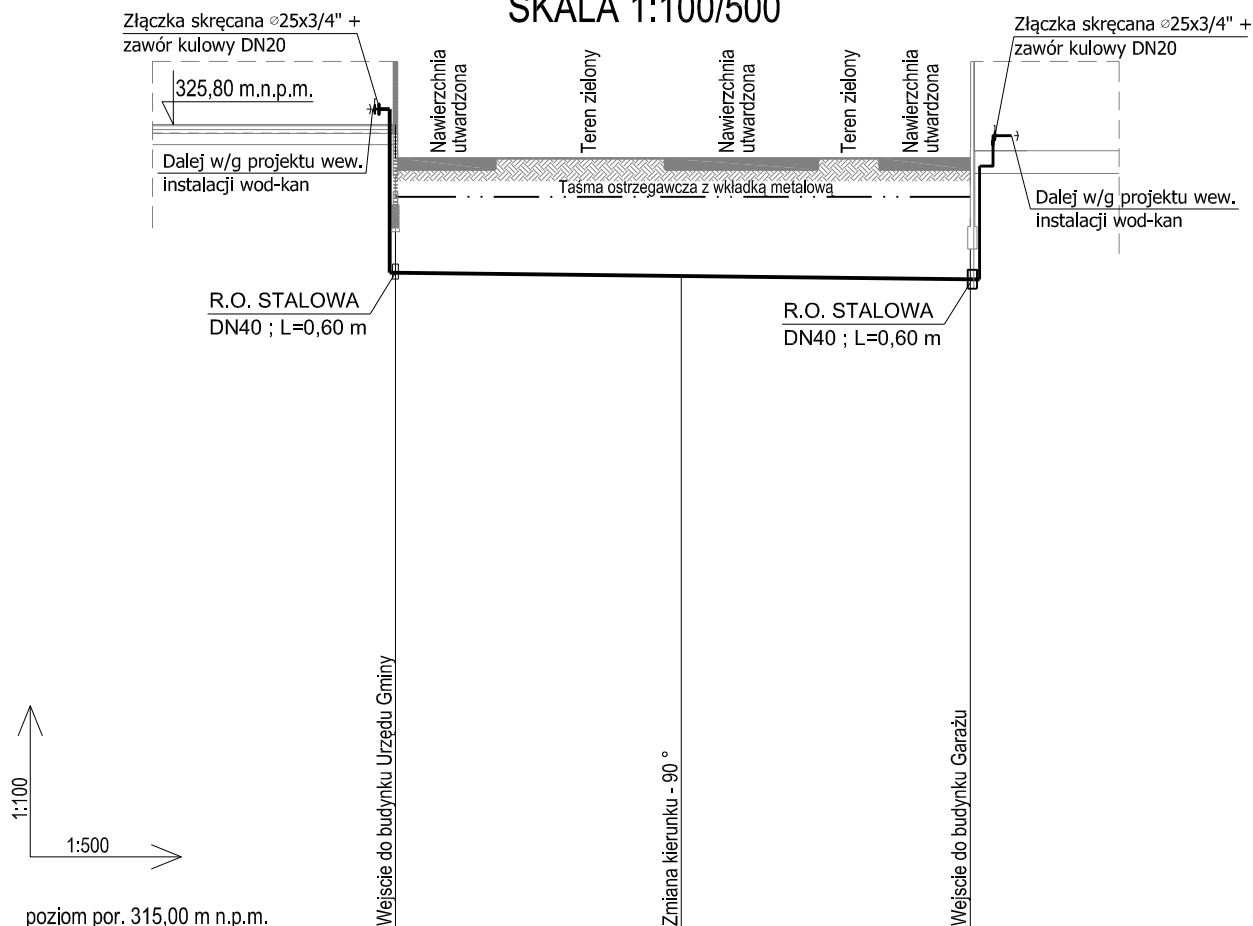 SKALA 1:100/500
Złączka skręcana ⌀25x3/4" +
zawór kulowy DN20
Złączka skręcana ⌀25x3/4" +
zawór kulowy DN20
325,80 m.n.p.m.
Nawierzchnia
utwardzona
Teren zielony
Nawierzchnia
utwardzona
Teren zielony
Nawierzchnia
utwardzona
Dalej w/g projektu wew.
instalacji wod-kan
Taśma ostrzegawcza z wkładką metalową
Dalej w/g projektu wew.
instalacji wod-kan
R.O. STALOWA
DN40 ; L=0,60 m
R.O. STALOWA
DN40 ; L=0,60 m
Wejscie do budynku Urzędu Gminy
Zmiana kierunku - 90 °
Wejscie do budynku Garażu
1:100
1:500
poziom por. 315,00 m n.p.m.